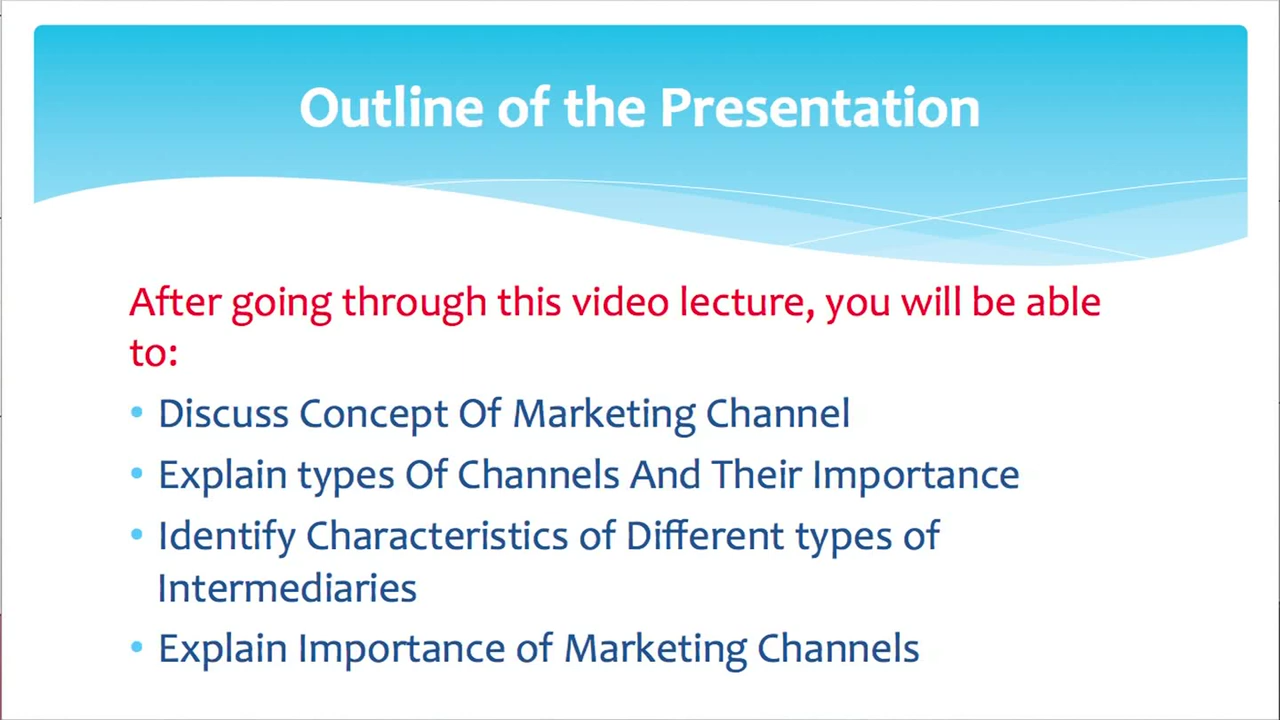 Outline of the Presentation
After going through this video lecture, you will be able
to:
• Discuss Concept Of Marketing Channel
• Explain types Of Channels And Their Importance
• Identify Characteristics of Different types of
Intermediaries
• Explain Importance of Marketing Channels